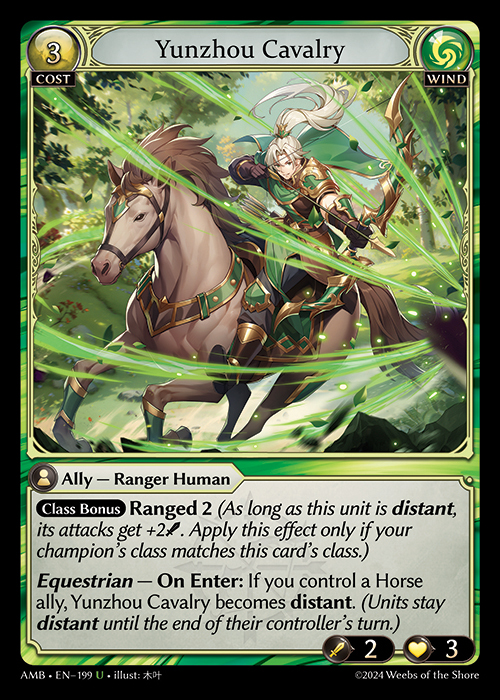 3
Yunzhou Cavalry
COST
WIND
Ally — Ranger Human
Class Bonus Ranged 2 (As long as this unit is distant,
its attacks get +2. Apply this effect only if your
champion's class matches this card's class.)
Equestrian — On Enter: If you control a Horse
ally, Yunzhou Cavalry becomes distant. (Units stay
distant until the end of their controller's turn.)
2
3
AMB • EN–199 U • illust: 木叶
©2024 Weebs of the Shore